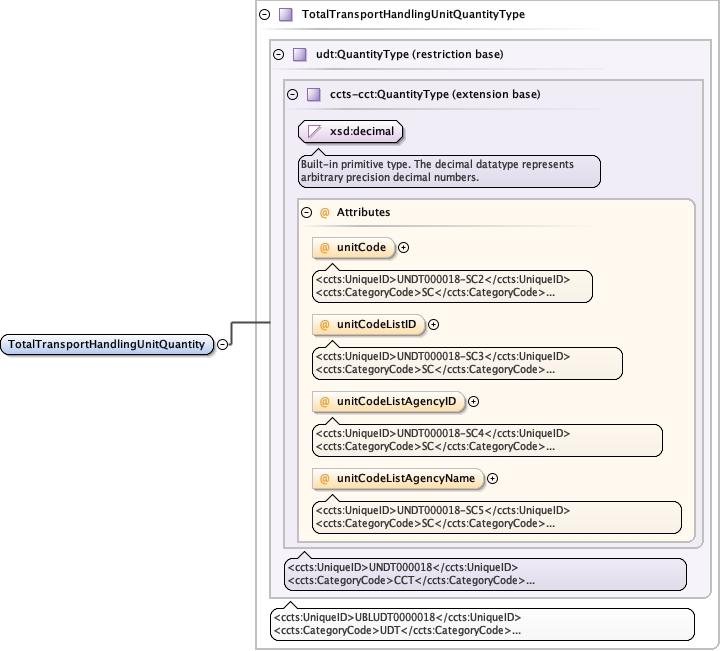 TotalTransportHandlingUnitQuantityType
udt:QuantityType (restriction base)
ccts-cct:QuantityType (extension base)
xsd:decimal
Built-in primitive type. The decimal datatype represents
arbitrary precision decimal numbers.
@ Attributes
@ unitCode
<ccts:UniqueID>UNDT000018-SC2</ccts:UniqueID>
<ccts:CategoryCode>SC</ccts:CategoryCode>...
@ unitCodeListID
<ccts:UniqueID>UNDT000018-SC3</ccts:UniqueID>
<ccts:CategoryCode>SC</ccts:CategoryCode>...
TotalTransportHandlingUnitQuantity
@ unitCodeListAgencyID
<ccts:UniqueID>UNDT000018-SC4</ccts:UniqueID>
<ccts:CategoryCode>SC</ccts:CategoryCode>...
@ unitCodeListAgencyName
<ccts:UniqueID>UNDT000018-SC5</ccts:UniqueID>
<ccts:CategoryCode>SC</ccts:CategoryCode>...
<ccts:UniqueID>UNDT000018</ccts:UniqueID>
<ccts:CategoryCode>CCT</ccts:CategoryCode>...
<ccts:UniqueID>UBLUDT0000018</ccts:UniqueID>
<ccts:CategoryCode>UDT</ccts:CategoryCode>...